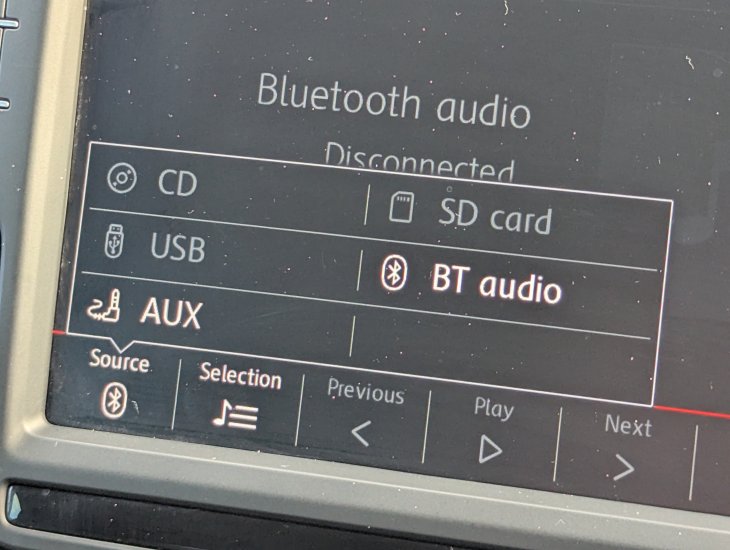 Bluetooth audio
Disconnected
CD
SD card
USB
BT audio
AUX
Source
Selection
Previous
Play
Next